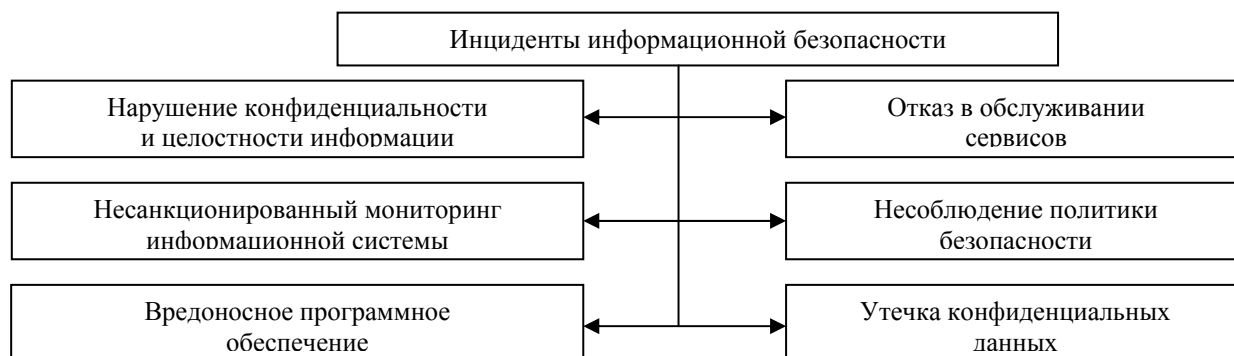 Инциденты информационной безопасности
Нарушение конфиденциальности
и целостности информации
Отказ в обслуживании
сервисов
Несанкционированный мониторинг
информационной системы
Несоблюдение политики
безопасности
Вредоносное программное
обеспечение
Утечка конфиденциальных
данных